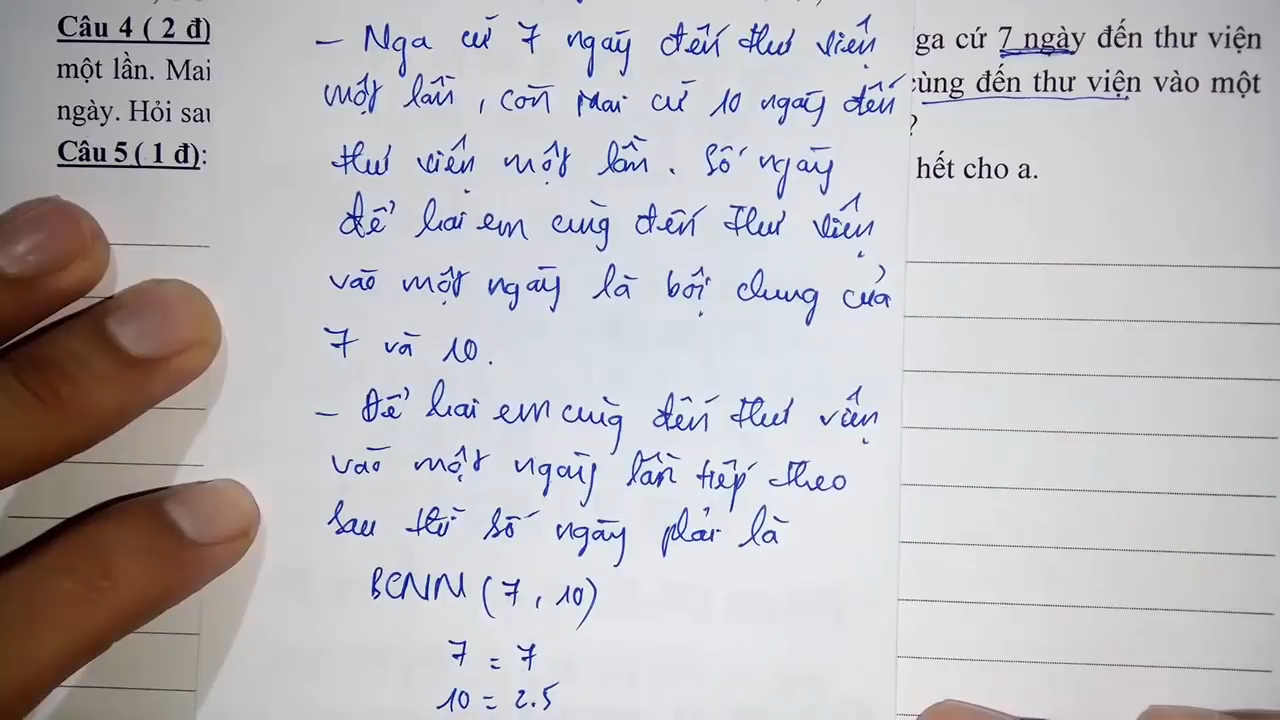 Câu 4 ( 2 đ)
ga cứ 7 ngày đến thư viện
một lần. Mai
cùng đến thư viện vào một
ngày. Hỏi sau
?
Câu 5 ( 1 đ):
hết cho a.
- Nga cứ 7 ngày đến thư viện
một lần, còn Mai cứ 10 ngày đến
thư viện một lần. Số ngày
để hai em cùng đến thư viện
vào một ngày là bội chung của
7 và 10.
- Để hai em cùng đến thư viện
vào một ngày lần tiếp theo
sau thì số ngày phải là
BCNN (7, 10)
7 = 7
10 = 2.5